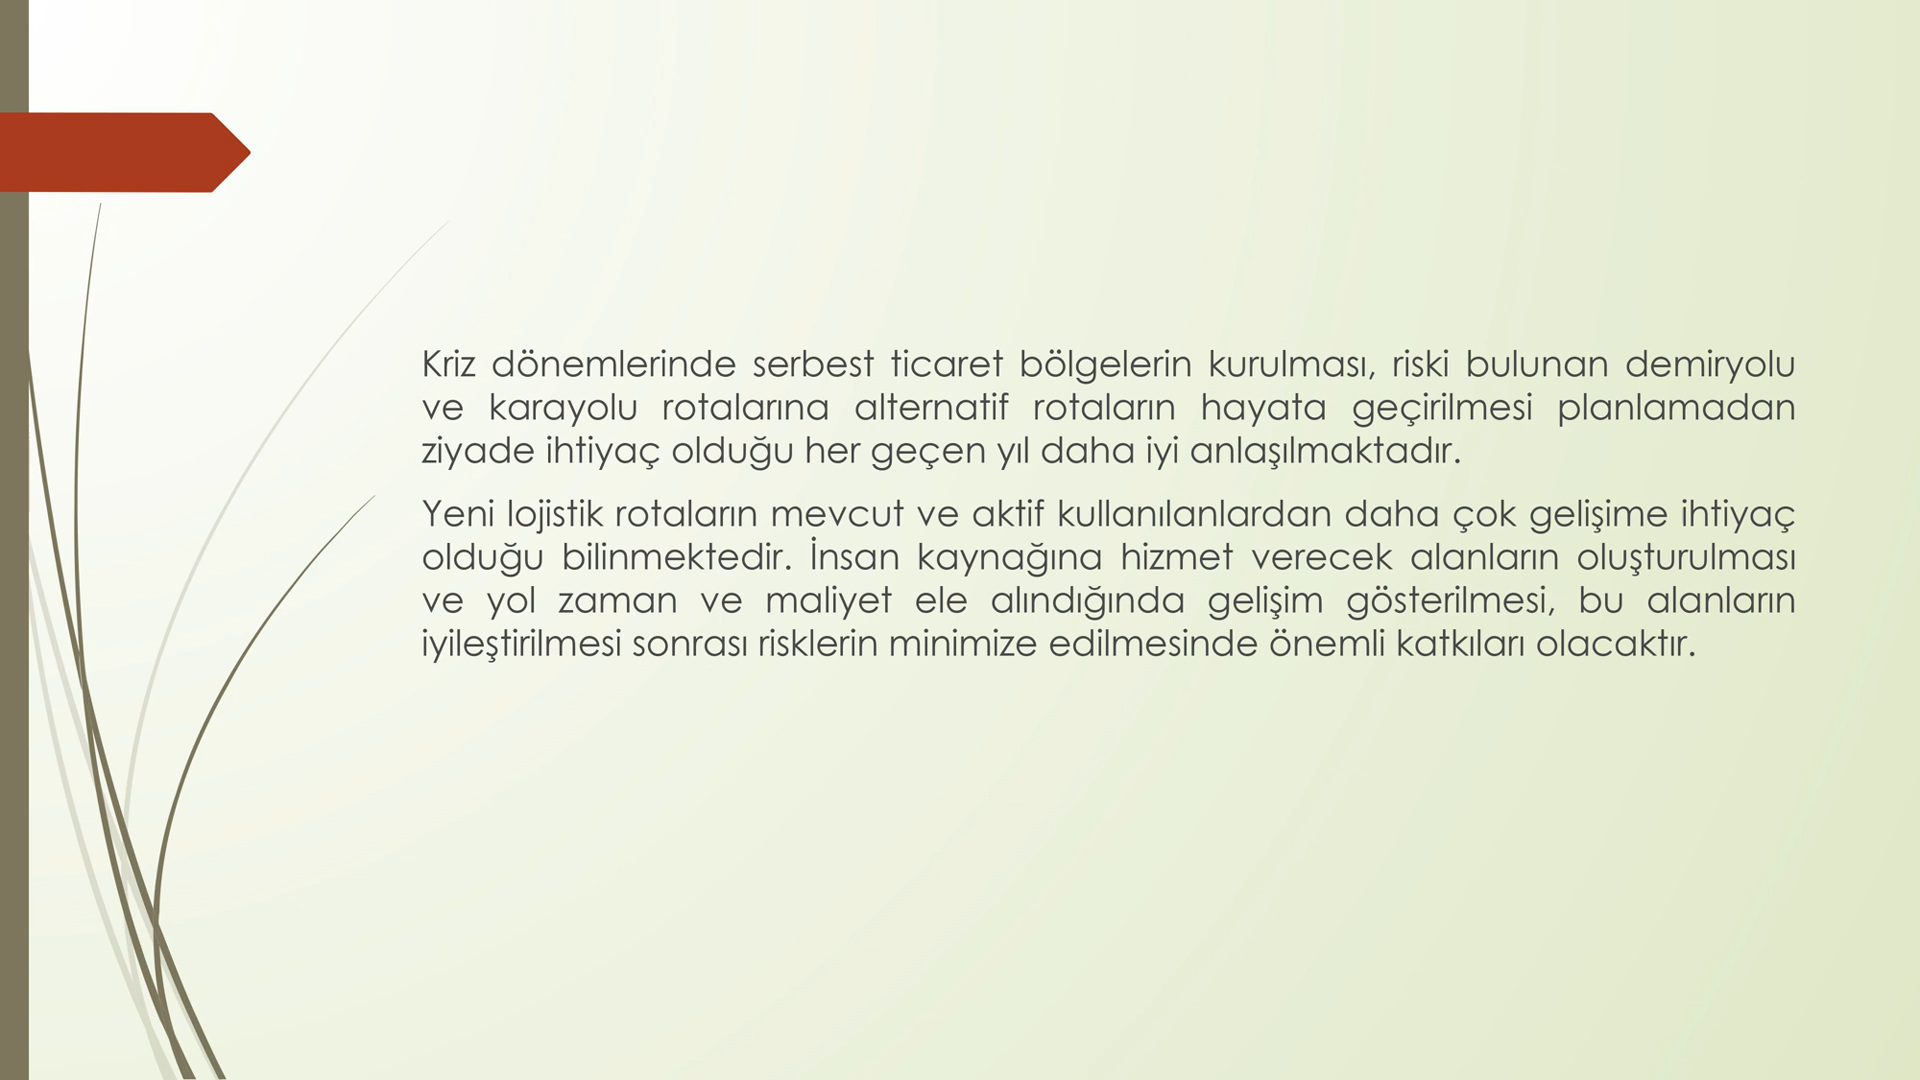 Kriz dönemlerinde serbest ticaret bölgelerin kurulması, riski bulunan demiryolu
ve karayolu rotalarına alternatif rotaların hayata geçirilmesi planlamadan
ziyade ihtiyaç olduğu her geçen yıl daha iyi anlaşılmaktadır.
Yeni lojistik rotaların mevcut ve aktif kullanılanlardan daha çok gelişime ihtiyaç
olduğu bilinmektedir. İnsan kaynağına hizmet verecek alanların oluşturulması
ve yol zaman ve maliyet ele alındığında gelişim gösterilmesi, bu alanların
iyileştirilmesi sonrası risklerin minimize edilmesinde önemli katkıları olacaktır.